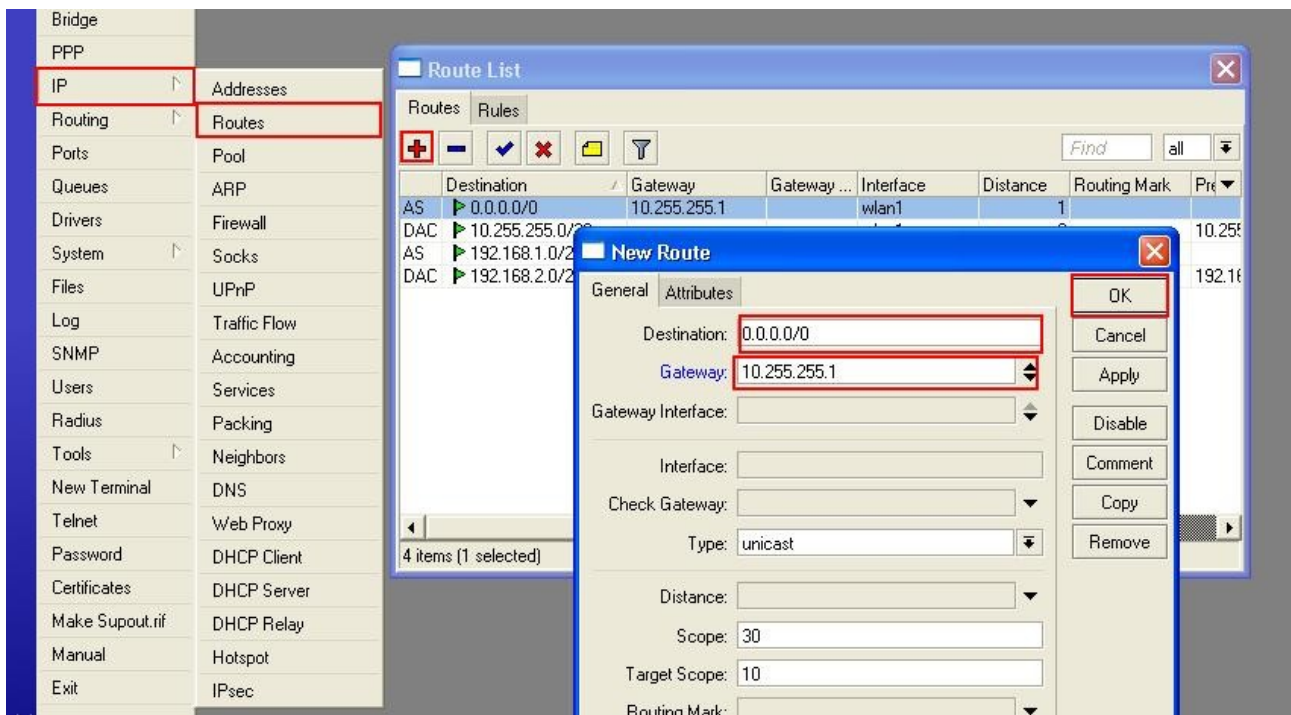 Bridge
PPP
IP
Routing
Ports
Queues
Drivers
System
Files
Log
SNMP
Users
Radius
Tools
New Terminal
Telnet
Password
Certificates
Make Supout.rif
Manual
Exit
Addresses
Routes
Pool
ARP
Firewall
Socks
UPnP
Traffic Flow
Accounting
Services
Packing
Neighbors
DNS
Web Proxy
DHCP Client
DHCP Server
DHCP Relay
Hotspot
IPsec
Route List
Routes Rules
Find all
Destination Gateway Gateway ... Interface Distance Routing Mark
AS 0.0.0.0/0 10.255.255.1 wlan1 1
DAC 10.255.255.0/
AS 192.168.1.0/2
DAC 192.168.2.0/2
4 items (1 selected)
New Route
General Attributes
Destination: 0.0.0.0/0
Gateway: 10.255.255.1
Gateway Interface:
Interface:
Check Gateway:
Type: unicast
Distance:
Scope: 30
Target Scope: 10
Routing Mark:
OK
Cancel
Apply
Disable
Comment
Copy
Remove